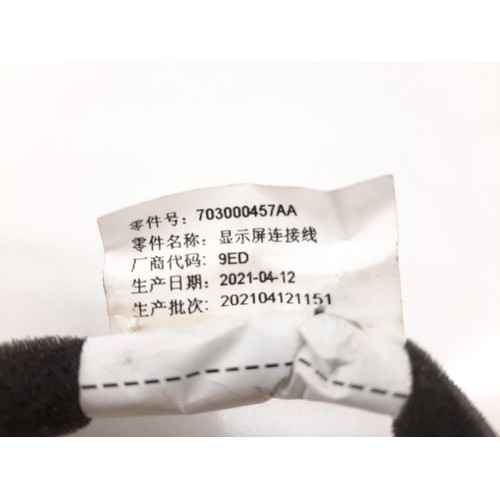 零件号: 703000457AA
零件名称: 显示屏连接线
厂商代码: 9ED
生产日期: 2021-04-12
生产批次: 202104121151